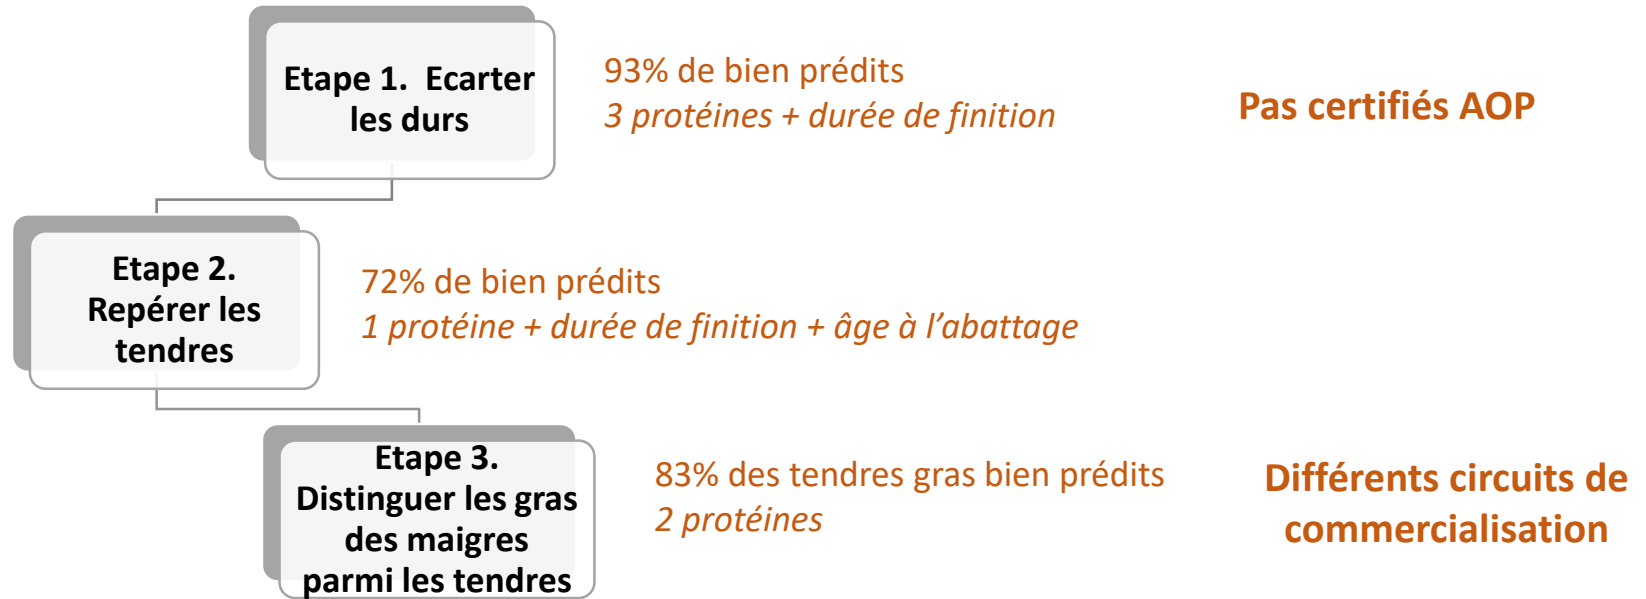 Etape 1. Ecarter
les durs
93% de bien prédits
3 protéines + durée de finition
Pas certifiés AOP
Etape 2.
Repérer les
tendres
72% de bien prédits
1 protéine + durée de finition + âge à l’abattage
Etape 3.
Distinguer les gras
des maigres
parmi les tendres
83% des tendres gras bien prédits
2 protéines
Différents circuits de
commercialisation